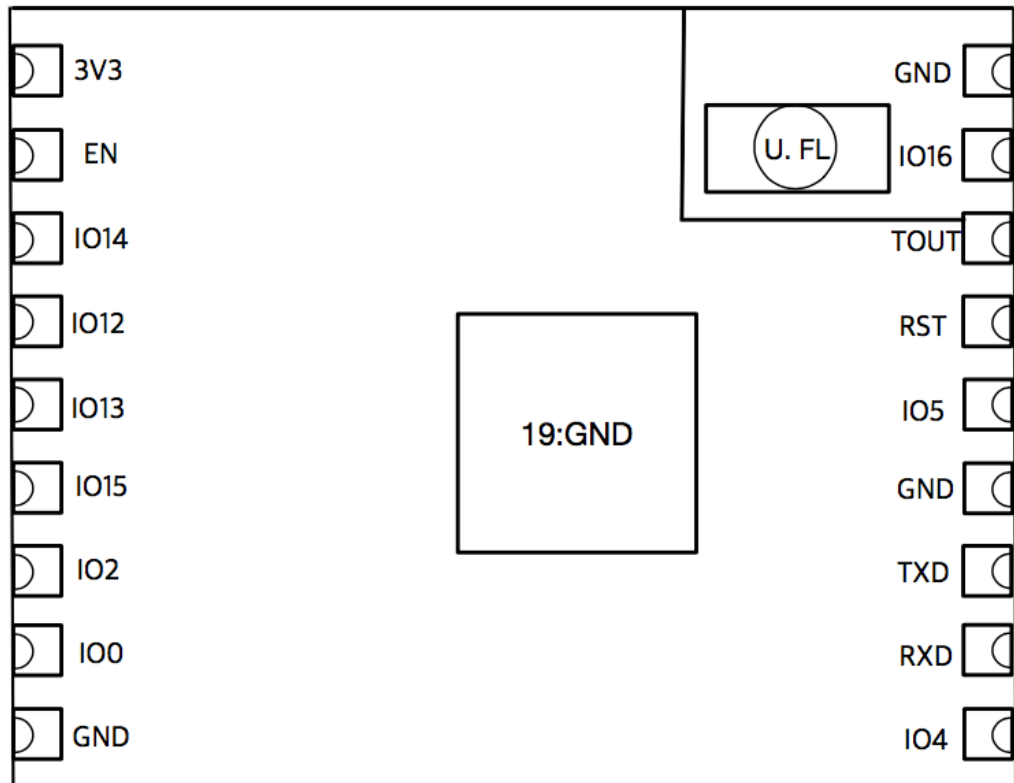 3V3
GND
EN
U. FL
IO16
IO14
TOUT
IO12
RST
IO13
IO5
19:GND
IO15
GND
IO2
TXD
IO0
RXD
GND
IO4